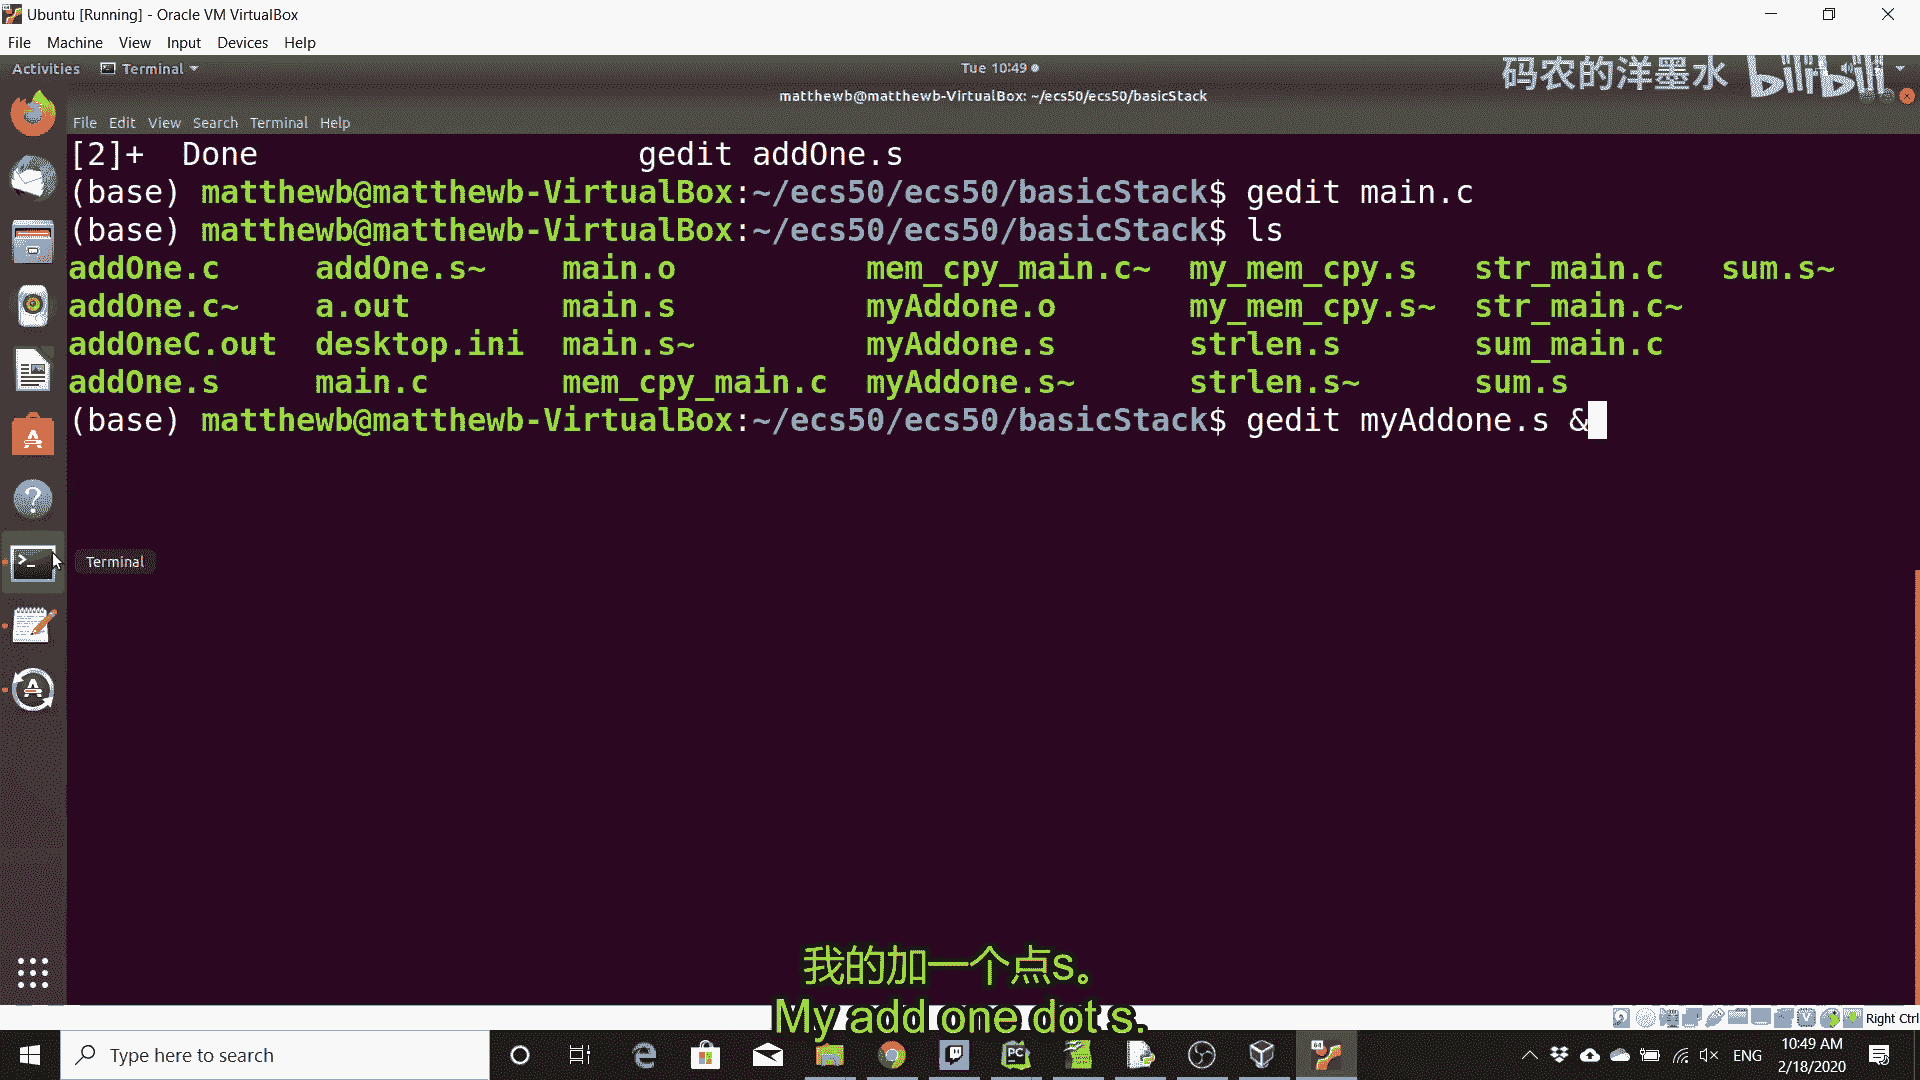 Ubuntu [Running] - Oracle VM VirtualBox
File Machine View Input Devices Help
Activities Terminal Tue 10:49
码农的洋墨水 bilibili
matthewb@matthewb-VirtualBox: ~/ecs50/ecs50/basicStack
File Edit View Search Terminal Help
[2]+ Done gedit addOne.s
(base) matthewb@matthewb-VirtualBox:~/ecs50/ecs50/basicStack$ gedit main.c
(base) matthewb@matthewb-VirtualBox:~/ecs50/ecs50/basicStack$ ls
addOne.c addOne.s~ main.o mem_cpy_main.c~ my_mem_cpy.s str_main.c sum.s~
addOne.c~ a.out main.s myAddone.o my_mem_cpy.s~ str_main.c~
addOneC.out desktop.ini main.s~ myAddone.s strlen.s sum_main.c
addOne.s main.c mem_cpy_main.c myAddone.s~ strlen.s~ sum.s
(base) matthewb@matthewb-VirtualBox:~/ecs50/ecs50/basicStack$ gedit myAddone.s &
Terminal
我的加一个点s。
My add one dot s.
Right Ctrl
Type here to search
ENG
10:49 AM
2/18/2020